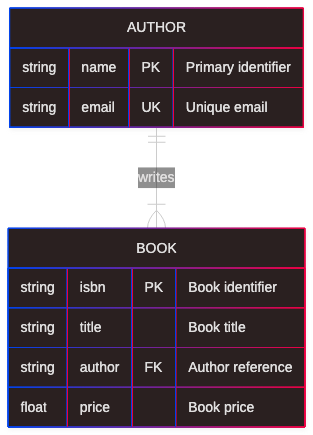 AUTHOR
string name PK Primary identifier
string email UK Unique email
writes
BOOK
string isbn PK Book identifier
string title Book title
string author FK Author reference
float price Book price